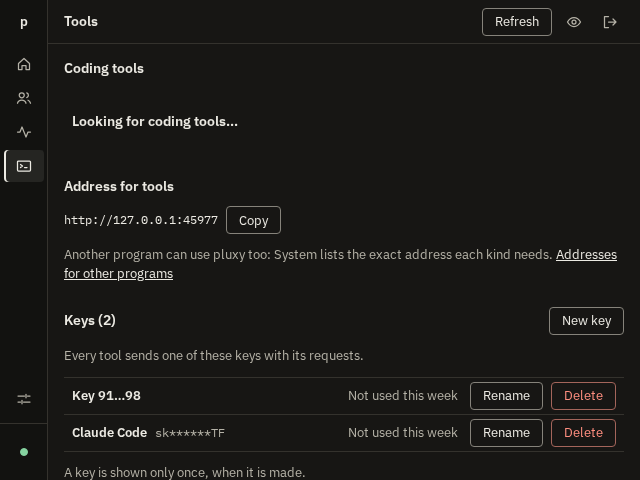 p
Tools
Refresh
Coding tools
Looking for coding tools...
Address for tools
http://127.0.0.1:45977
Copy
Another program can use pluxy too: System lists the exact address each kind needs. Addresses
for other programs
Keys (2)
New key
Every tool sends one of these keys with its requests.
Key 91...98
Not used this week
Rename
Delete
Claude Code sk******TF
Not used this week
Rename
Delete
A key is shown only once, when it is made.